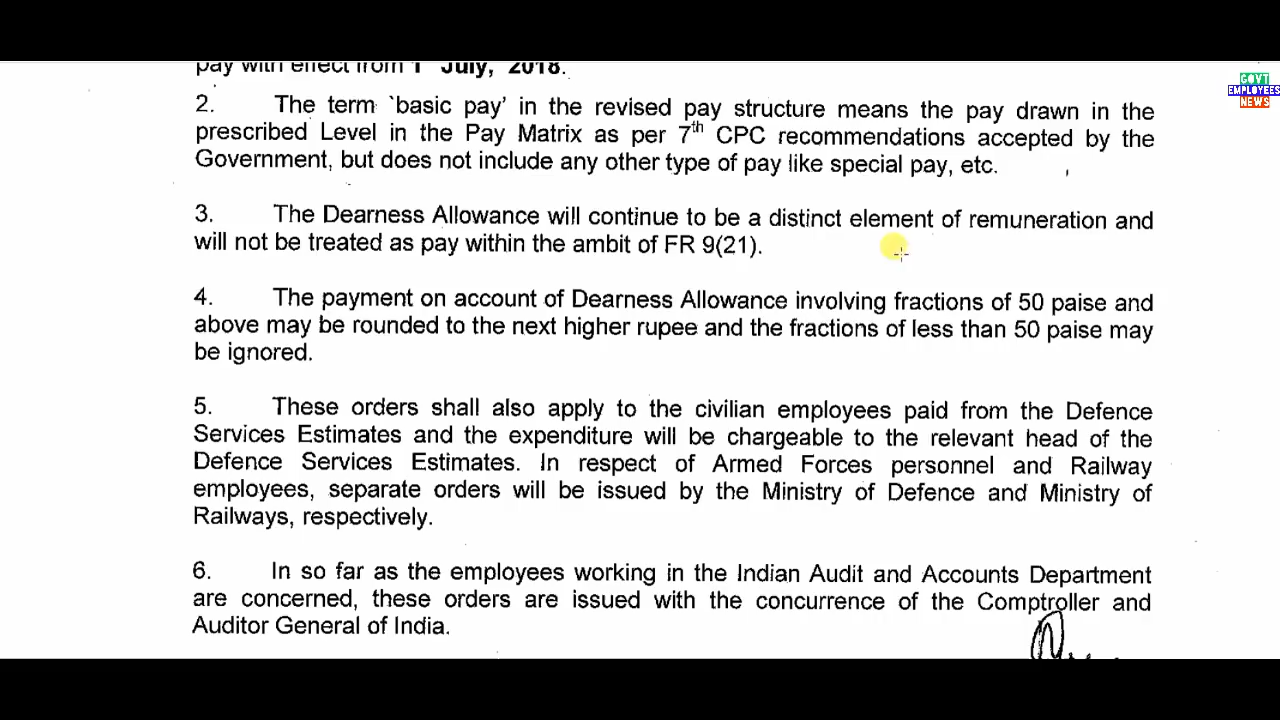 pay with effect from 1 July, 2018.
2. The term `basic pay' in the revised pay structure means the pay drawn in the
prescribed Level in the Pay Matrix as per 7th CPC recommendations accepted by the
Government, but does not include any other type of pay like special pay, etc.
3. The Dearness Allowance will continue to be a distinct element of remuneration and
will not be treated as pay within the ambit of FR 9(21).
4. The payment on account of Dearness Allowance involving fractions of 50 paise and
above may be rounded to the next higher rupee and the fractions of less than 50 paise may
be ignored.
5. These orders shall also apply to the civilian employees paid from the Defence
Services Estimates and the expenditure will be chargeable to the relevant head of the
Defence Services Estimates. In respect of Armed Forces personnel and Railway
employees, separate orders will be issued by the Ministry of Defence and Ministry of
Railways, respectively.
6. In so far as the employees working in the Indian Audit and Accounts Department
are concerned, these orders are issued with the concurrence of the Comptroller and
Auditor General of India.
GOVT
EMPLOYEES
NEWS